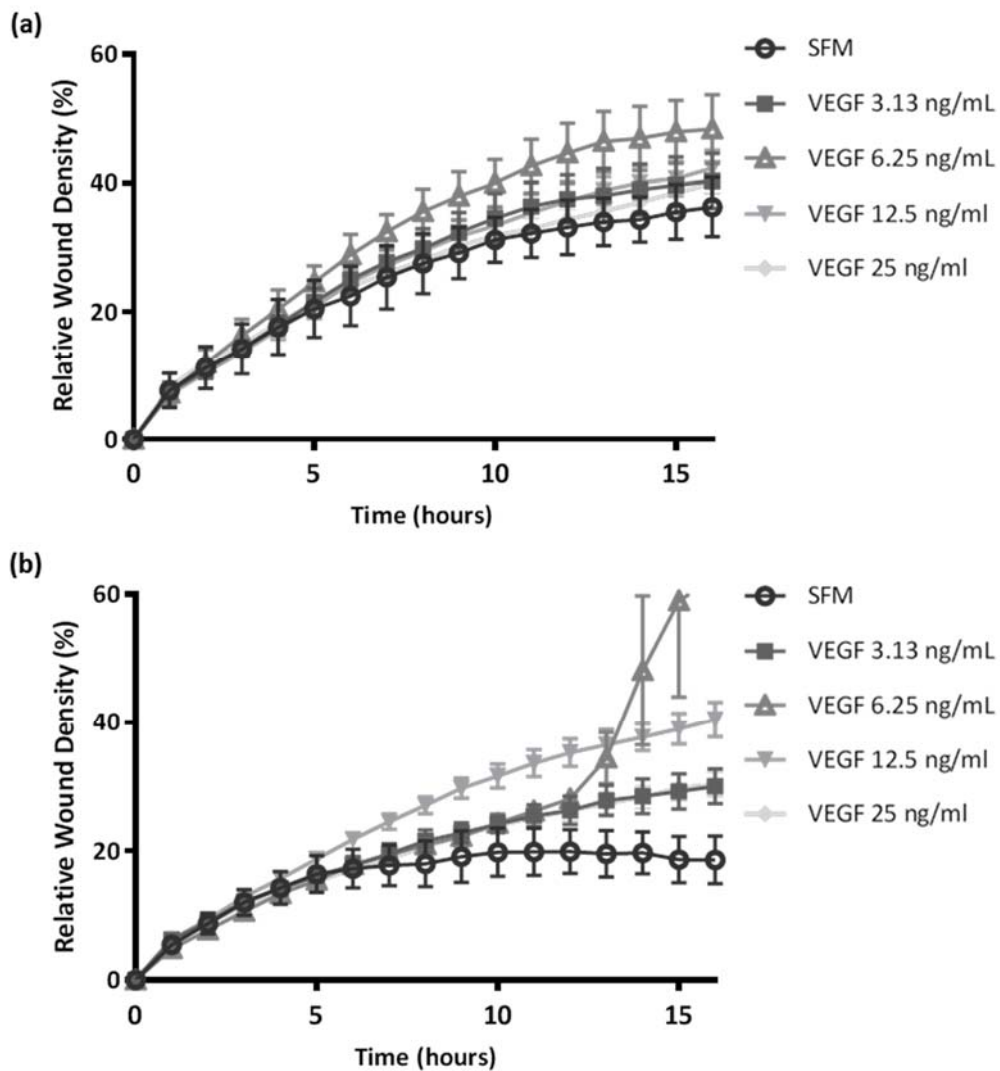 (a)
60
40
20
0
0 5 10 15
Relative Wound Density (%)
Time (hours)
SFM
VEGF 3.13 ng/mL
VEGF 6.25 ng/mL
VEGF 12.5 ng/ml
VEGF 25 ng/ml
(b)
60
40
20
0
0 5 10 15
Relative Wound Density (%)
Time (hours)
SFM
VEGF 3.13 ng/mL
VEGF 6.25 ng/mL
VEGF 12.5 ng/ml
VEGF 25 ng/ml